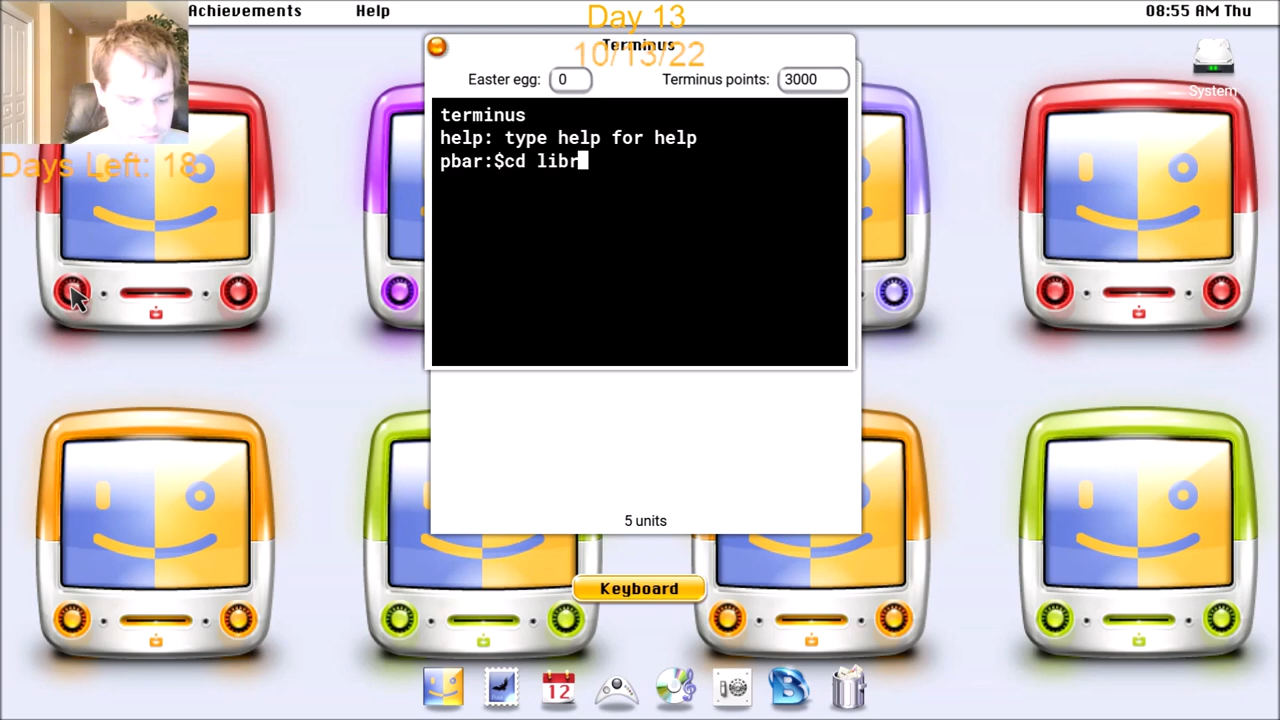 Achievements Help 08:55 AM Thu
Day 13
10/13/22
Terminus
Easter egg: 0 Terminus points: 3000
System
terminus
help: type help for help
pbar:$cd libr
Days Left: 18
5 units
Keyboard
12